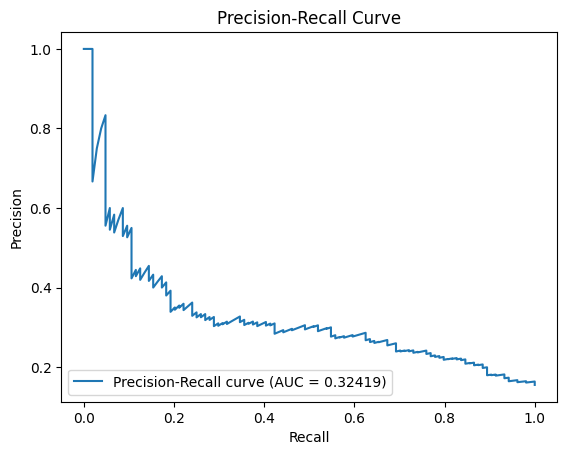 Precision-Recall Curve
1.0
0.8
0.6
0.4
0.2
Precision
Precision-Recall curve (AUC = 0.32419)
0.0 0.2 0.4 0.6 0.8 1.0
Recall